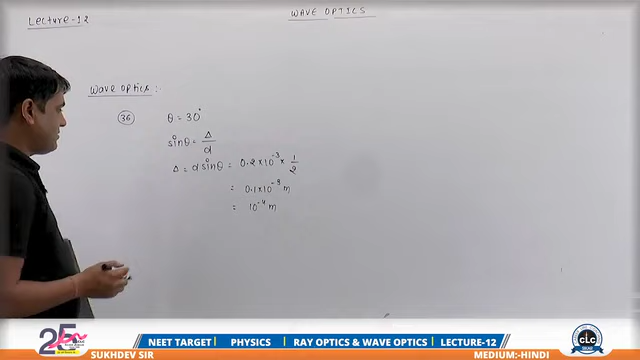 WAVE OPTICS
Lecture-12
Wave optics:
36
θ = 30°
sinθ = Δ/d
Δ = d sinθ = 0.2×10⁻³ × 1/2
= 0.1×10⁻³ m
= 10⁻⁴ m
25
NEET TARGET | PHYSICS | RAY OPTICS & WAVE OPTICS | LECTURE-12
CLC
SUKHDEV SIR
MEDIUM:-HINDI